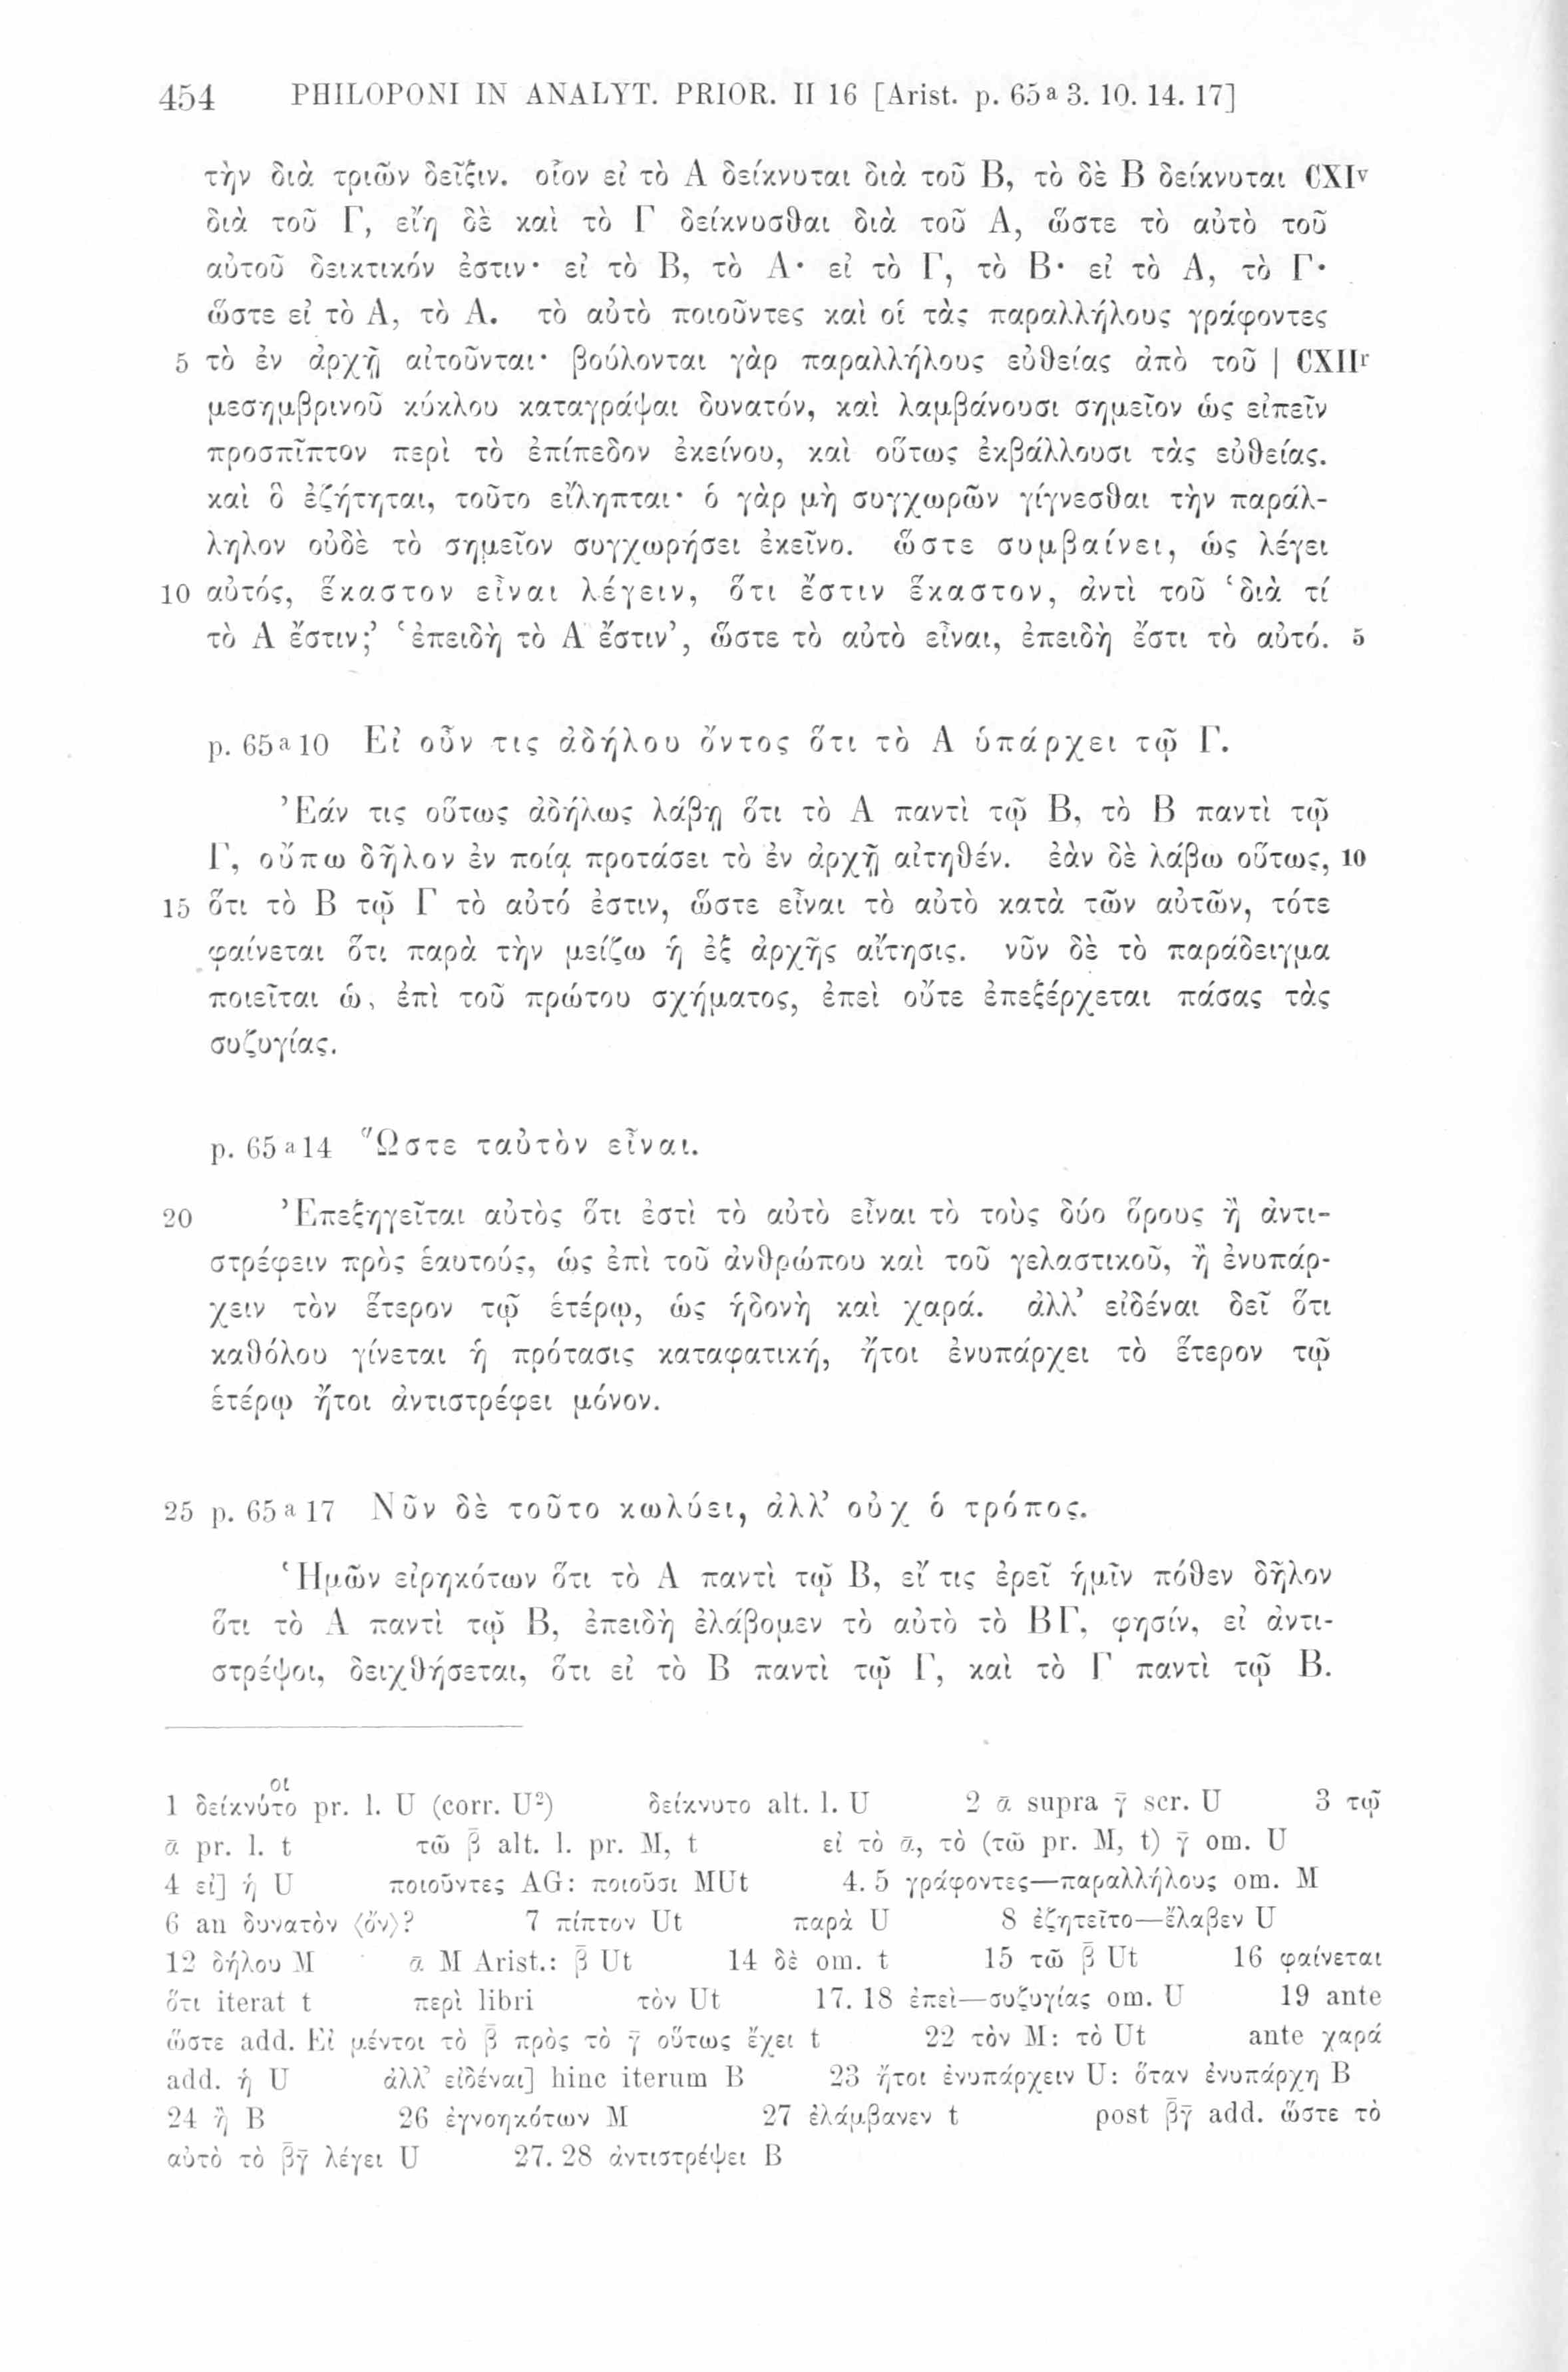 454 PHILOPONI IN ANALYT. PRIOR. II 16 [Arist. p. 65ª 3. 10. 14. 17]
τὴν διὰ τριῶν δεῖξιν. οἷον εἰ τὸ Α δείκνυται διὰ τοῦ Β, τὸ δὲ Β δείκνυται CXIᵛ
διὰ τοῦ Γ, εἴη δὲ καὶ τὸ Γ δείκνυσθαι διὰ τοῦ Α, ὥστε τὸ αὐτὸ τοῦ
αὐτοῦ δεικτικόν ἐστιν· εἰ τὸ Β, τὸ Α· εἰ τὸ Γ, τὸ Β· εἰ τὸ Α, τὸ Γ·
ὥστε εἰ τὸ Α, τὸ Α. τὸ αὐτὸ ποιοῦντες καὶ οἱ τὰς παραλλήλους γράφοντες
5 τὸ ἐν ἀρχῇ αἰτοῦνται· βούλονται γὰρ παραλλήλους εὐθείας ἀπὸ τοῦ | CXIIʳ
μεσημβρινοῦ κύκλου καταγράψαι δυνατόν, καὶ λαμβάνουσι σημεῖον ὡς εἰπεῖν
προσπῖπτον περὶ τὸ ἐπίπεδον ἐκείνου, καὶ οὕτως ἐκβάλλουσι τὰς εὐθείας.
καὶ ὃ ἐζήτηται, τοῦτο εἴληπται· ὁ γὰρ μὴ συγχωρῶν γίγνεσθαι τὴν παράλ-
ληλον οὐδὲ τὸ σημεῖον συγχωρήσει ἐκεῖνο. ὥστε συμβαίνει, ὡς λέγει
10 αὐτός, ἕκαστον εἶναι λέγειν, ὅτι ἔστιν ἕκαστον, ἀντὶ τοῦ ‘διὰ τί
τὸ Α ἔστιν;’ ‘ἐπειδὴ τὸ Α ἔστιν’, ὥστε τὸ αὐτὸ εἶναι, ἐπειδὴ ἔστι τὸ αὐτό. 5
p. 65ª10 Εἰ οὖν τις ἀδήλου ὄντος ὅτι τὸ Α ὑπάρχει τῷ Γ.
Ἐάν τις οὕτως ἀδήλως λάβῃ ὅτι τὸ Α παντὶ τῷ Β, τὸ Β παντὶ τῷ
Γ, οὔπω δῆλον ἐν ποίᾳ προτάσει τὸ ἐν ἀρχῇ αἰτηθέν. ἐὰν δὲ λάβω οὕτως, 10
15 ὅτι τὸ Β τῷ Γ τὸ αὐτό ἐστιν, ὥστε εἶναι τὸ αὐτὸ κατὰ τῶν αὐτῶν, τότε
φαίνεται ὅτι παρὰ τὴν μείζω ἡ ἐξ ἀρχῆς αἴτησις. νῦν δὲ τὸ παράδειγμα
ποιεῖται ὡς ἐπὶ τοῦ πρώτου σχήματος, ἐπεὶ οὔτε ἐπεξέρχεται πάσας τὰς
συζυγίας.
p. 65ª14 Ὥστε ταὐτὸν εἶναι.
20 Ἐπεξηγεῖται αὐτὸς ὅτι ἐστὶ τὸ αὐτὸ εἶναι τὸ τοὺς δύο ὅρους ἢ ἀντι-
στρέφειν πρὸς ἑαυτούς, ὡς ἐπὶ τοῦ ἀνθρώπου καὶ τοῦ γελαστικοῦ, ἢ ἐνυπάρ-
χειν τὸν ἕτερον τῷ ἑτέρῳ, ὡς ἡδονὴ καὶ χαρά. ἀλλ’ εἰδέναι δεῖ ὅτι
καθόλου γίνεται ἡ πρότασις καταφατική, ἤτοι ἐνυπάρχει τὸ ἕτερον τῷ
ἑτέρῳ ἤτοι ἀντιστρέφει μόνον.
25 p. 65ª17 Νῦν δὲ τοῦτο κωλύει, ἀλλ’ οὐχ ὁ τρόπος.
Ἡμῶν εἰρηκότων ὅτι τὸ Α παντὶ τῷ Β, εἴ τις ἐρεῖ ἡμῖν πόθεν δῆλον
ὅτι τὸ Α παντὶ τῷ Β, ἐπειδὴ ἐλάβομεν τὸ αὐτὸ τὸ ΒΓ, φησίν, εἰ ἀντι-
στρέψοι, δειχθήσεται, ὅτι εἰ τὸ Β παντὶ τῷ Γ, καὶ τὸ Γ παντὶ τῷ Β.
οι
1 δείκνύτο pr. l. U (corr. U²) δείκνυτο alt. l. U 2 ᾱ supra γ̄ scr. U 3 τῷ
ᾱ pr. l. t τῶ β̄ alt. l. pr. M, t εἰ τὸ ᾱ, τὸ (τῶ pr. M, t) γ̄ om. U
4 εἰ] ἡ U ποιοῦντες AG: ποιοῦσι MUt 4. 5 γράφοντες—παραλλήλους om. M
6 an δυνατὸν ⟨ὂν⟩? 7 πίπτον Ut παρὰ U 8 ἐζητεῖτο—ἔλαβεν U
12 δήλου M ᾱ M Arist.: β̄ Ut 14 δὲ om. t 15 τῶ β̄ Ut 16 φαίνεται
ὅτι iterat t περὶ libri τὸν Ut 17. 18 ἐπεὶ—συζυγίας om. U 19 ante
ὥστε add. Εἰ μέντοι τὸ β̄ πρὸς τὸ γ̄ οὕτως ἔχει t 22 τὸν M: τὸ Ut ante χαρά
add. ἡ U ἀλλ’ εἰδέναι] hinc iterum B 23 ἤτοι ἐνυπάρχειν U: ὅταν ἐνυπάρχη B
24 ἢ B 26 ἐγνοηκότων M 27 ἐλάμβανεν t post β̄γ̄ add. ὥστε τὸ
αὐτὸ τὸ β̄γ̄ λέγει U 27. 28 ἀντιστρέψει B